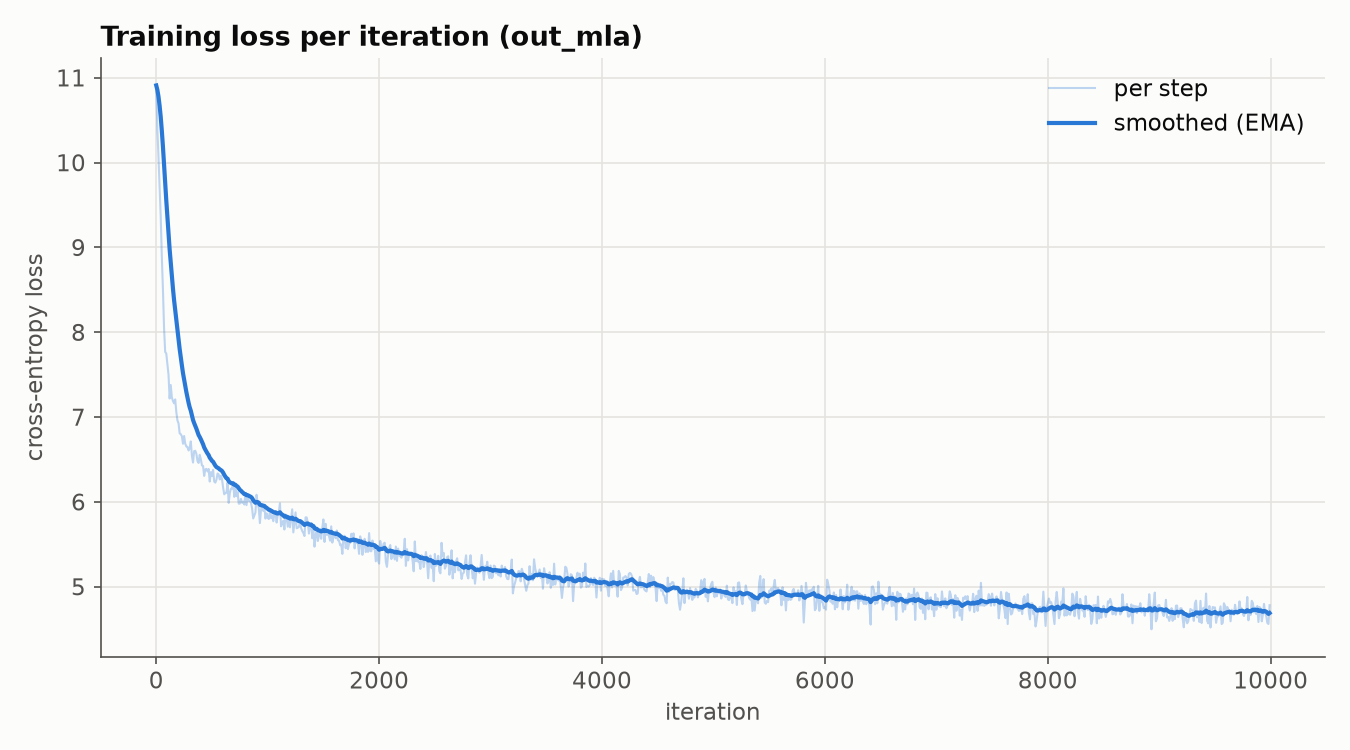 Training loss per iteration (out_mla)
per step
smoothed (EMA)
cross-entropy loss
11
10
9
8
7
6
5
0 2000 4000 6000 8000 10000
iteration